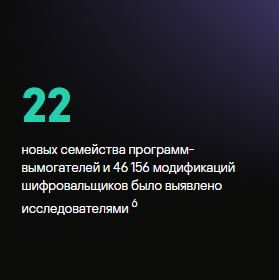 22
новых семейства программ-
вымогателей и 46 156 модификаций
шифровальщиков было выявлено
исследователями 6